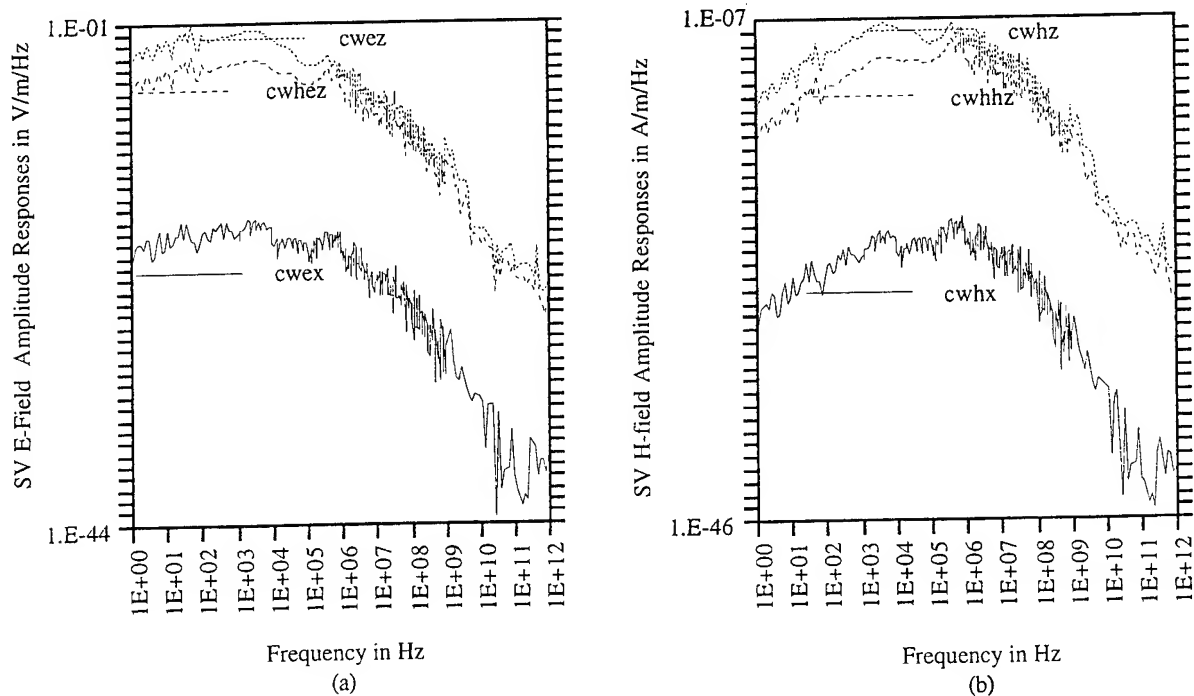 SV E-Field Amplitude Responses in V/m/Hz
1.E-01
1.E-44
cwez
cwhez
cwex
1E+00
1E+01
1E+02
1E+03
1E+04
1E+05
1E+06
1E+07
1E+08
1E+09
1E+10
1E+11
1E+12
Frequency in Hz
(a)
SV H-field Amplitude Responses in A/m/Hz
1.E-07
1.E-46
cwhz
cwhhz
cwhx
1E+00
1E+01
1E+02
1E+03
1E+04
1E+05
1E+06
1E+07
1E+08
1E+09
1E+10
1E+11
1E+12
Frequency in Hz
(b)